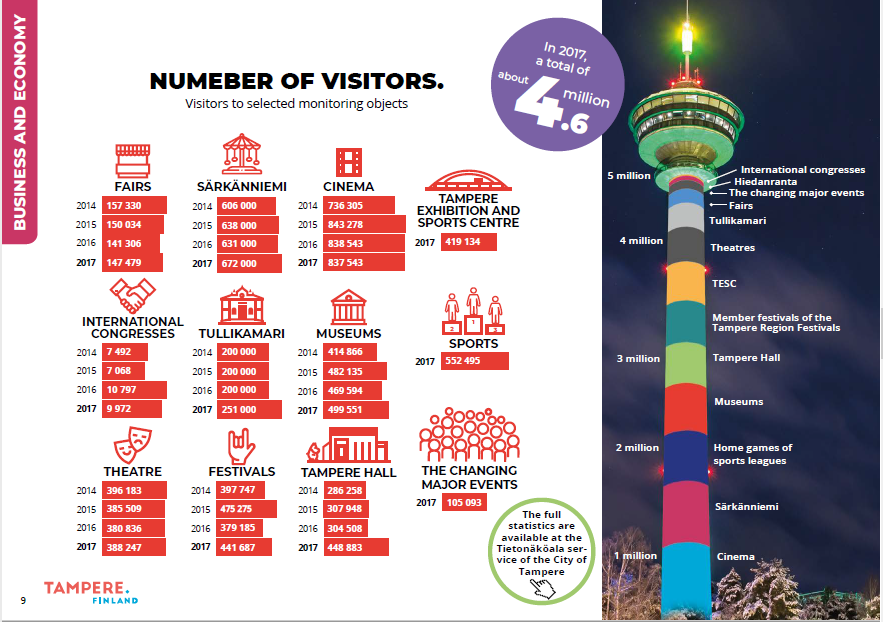 BUSINESS AND ECONOMY
NUMEBER OF VISITORS.
Visitors to selected monitoring objects
In 2017,
a total of
about
4.6
million
FAIRS
2014 157 330
2015 150 034
2016 141 306
2017 147 479
SÄRKÄNNIEMI
2014 606 000
2015 638 000
2016 631 000
2017 672 000
CINEMA
2014 736 305
2015 843 278
2016 838 543
2017 837 543
TAMPERE
EXHIBITION AND
SPORTS CENTRE
2017 419 134
INTERNATIONAL
CONGRESSES
2014 7 492
2015 7 068
2016 10 797
2017 9 972
TULLIKAMARI
2014 200 000
2015 200 000
2016 200 000
2017 251 000
MUSEUMS
2014 414 866
2015 482 135
2016 469 594
2017 499 551
2 1 3
SPORTS
2017 552 495
THEATRE
2014 396 183
2015 385 509
2016 380 836
2017 388 247
FESTIVALS
2014 397 747
2015 475 275
2016 379 185
2017 441 687
TAMPERE HALL
2014 286 258
2015 307 948
2016 304 508
2017 448 883
THE CHANGING
MAJOR EVENTS
2017 105 093
The full
statistics are
available at the
Tietonäköala ser-
vice of the City of
Tampere
5 million
International congresses
Hiedanranta
The changing major events
Fairs
Tullikamari
4 million
Theatres
TESC
Member festivals of the
Tampere Region Festivals
3 million
Tampere Hall
Museums
2 million
Home games of
sports leagues
Särkänniemi
1 million
Cinema
9
TAMPERE.
FINLAND